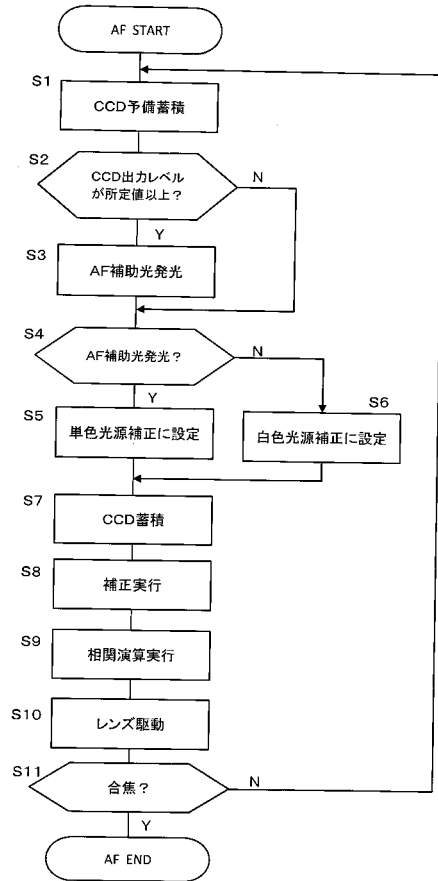 AF START
S1
CCD予備蓄積
S2
CCD出力レベル
が所定値以上？
N
Y
S3
AF補助光発光
S4
AF補助光発光？
N
Y
S5
単色光源補正に設定
S6
白色光源補正に設定
S7
CCD蓄積
S8
補正実行
S9
相関演算実行
S10
レンズ駆動
S11
合焦？
N
Y
AF END